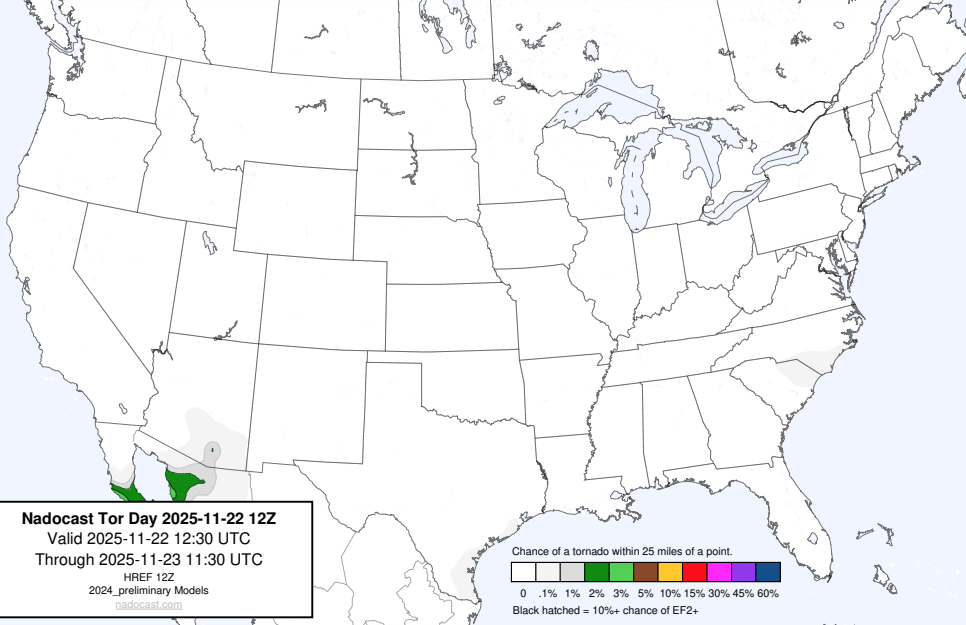 Nadocast Tor Day 2025-11-22 12Z
Valid 2025-11-22 12:30 UTC
Through 2025-11-23 11:30 UTC
HREF 12Z
2024_preliminary Models
nadocast.com
Chance of a tornado within 25 miles of a point.
0 .1% 1% 2% 3% 5% 10% 15% 30% 45% 60%
Black hatched = 10%+ chance of EF2+